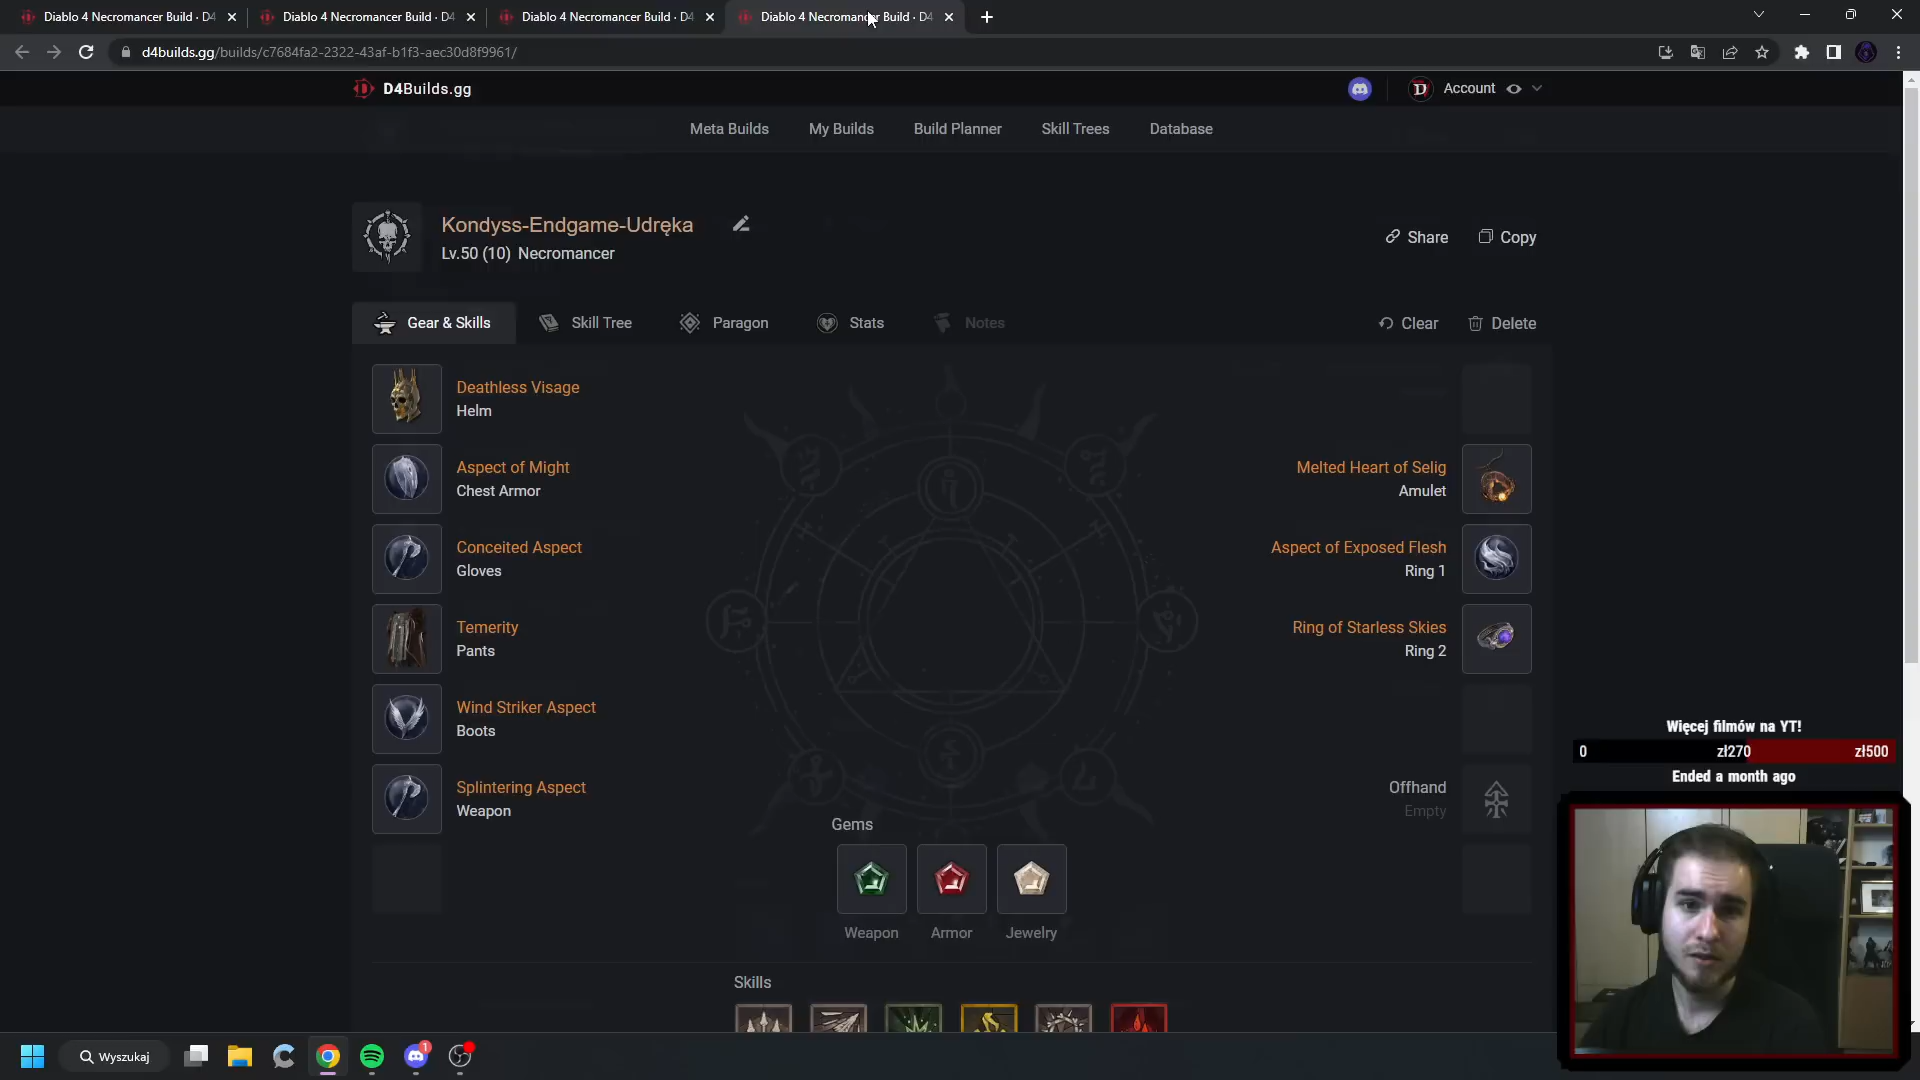 Diablo 4 Necromancer Build · D4
Diablo 4 Necromancer Build · D4
Diablo 4 Necromancer Build · D4
Diablo 4 Necromancer Build · D4
d4builds.gg/builds/c7684fa2-2322-43af-b1f3-aec30d8f9961/
D4Builds.gg
Account
Meta Builds
My Builds
Build Planner
Skill Trees
Database
Kondyss-Endgame-Udręka
Lv.50 (10) Necromancer
Share
Copy
Gear & Skills
Skill Tree
Paragon
Stats
Notes
Clear
Delete
Deathless Visage
Helm
Aspect of Might
Chest Armor
Conceited Aspect
Gloves
Temerity
Pants
Wind Striker Aspect
Boots
Splintering Aspect
Weapon
Melted Heart of Selig
Amulet
Aspect of Exposed Flesh
Ring 1
Ring of Starless Skies
Ring 2
Offhand
Empty
Gems
Weapon
Armor
Jewelry
Skills
Więcej filmów na YT!
0
zł270
zł500
Ended a month ago
Wyszukaj
1